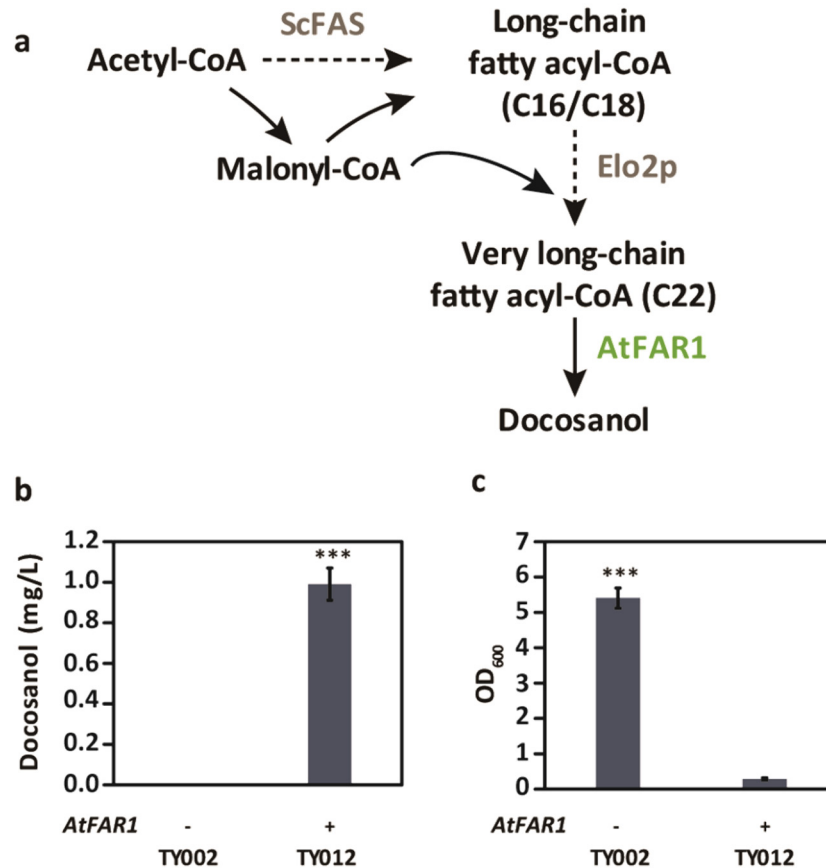 a
ScFAS
Acetyl-CoA
Long-chain
fatty acyl-CoA
(C16/C18)
Malonyl-CoA
Elo2p
Very long-chain
fatty acyl-CoA (C22)
AtFAR1
Docosanol
b
Docosanol (mg/L)
1.2
1.0
0.8
0.6
0.4
0.2
0.0
***
AtFAR1 - +
TY002 TY012
c
OD600
7
6
5
4
3
2
1
0
***
AtFAR1 - +
TY002 TY012